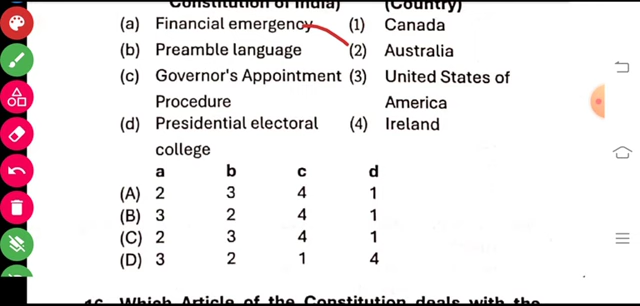 Constitution of India) (Country)
(a) Financial emergency (1) Canada
(b) Preamble language (2) Australia
(c) Governor's Appointment (3) United States of
Procedure America
(d) Presidential electoral (4) Ireland
college
a b c d
(A) 2 3 4 1
(B) 3 2 4 1
(C) 2 3 4 1
(D) 3 2 1 4
16. Which Article of the Constitution deals with the